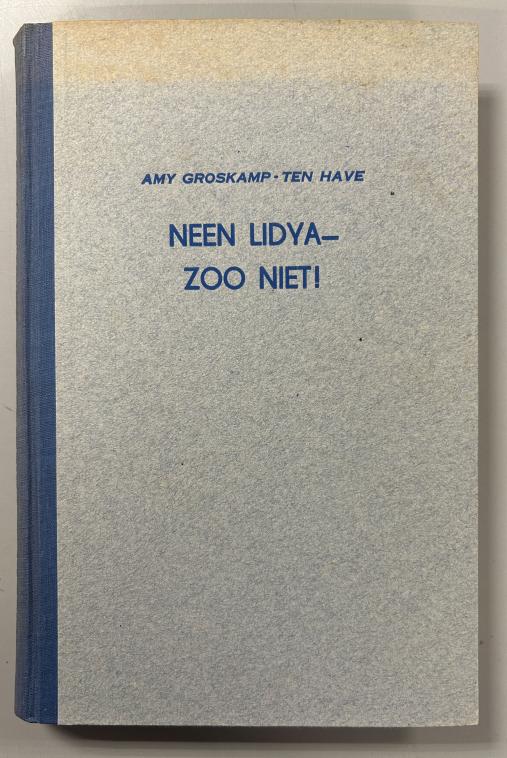 AMY GROSKAMP - TEN HAVE
NEEN LIDYA—
ZOO NIET!